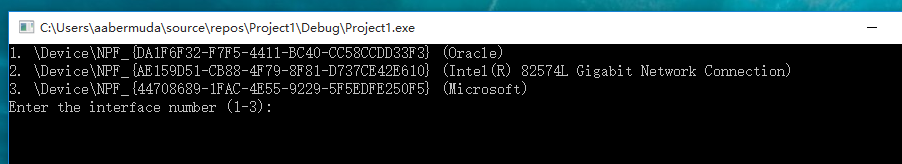 C:\Users\aabermuda\source\repos\Project1\Debug\Project1.exe
1. \Device\NPF_{DA1F6F32-F7F5-4411-BC40-CC58CCDD33F3} (Oracle)
2. \Device\NPF_{AE159D51-CB88-4F79-8F81-D737CE42E610} (Intel(R) 82574L Gigabit Network Connection)
3. \Device\NPF_{44708689-1FAC-4E55-9229-5F5EDFE250F5} (Microsoft)
Enter the interface number (1-3):